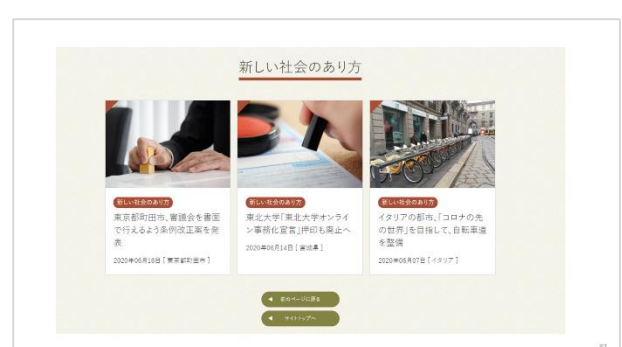 新しい社会のあり方
新しい社会のあり方
東京都町田市、審議会を書面
で行えるよう条例改正案を発
表
2020年06月16日 [ 東京都町田市 ]
新しい社会のあり方
東北大学「東北大学オンライ
ン事務化宣言」押印も廃止へ
2020年06月14日 [ 宮城県 ]
新しい社会のあり方
イタリアの都市、「コロナの先
の世界」を目指して、自転車道
を整備
2020年06月07日 [ イタリア ]
前のページに戻る
サイトトップへ